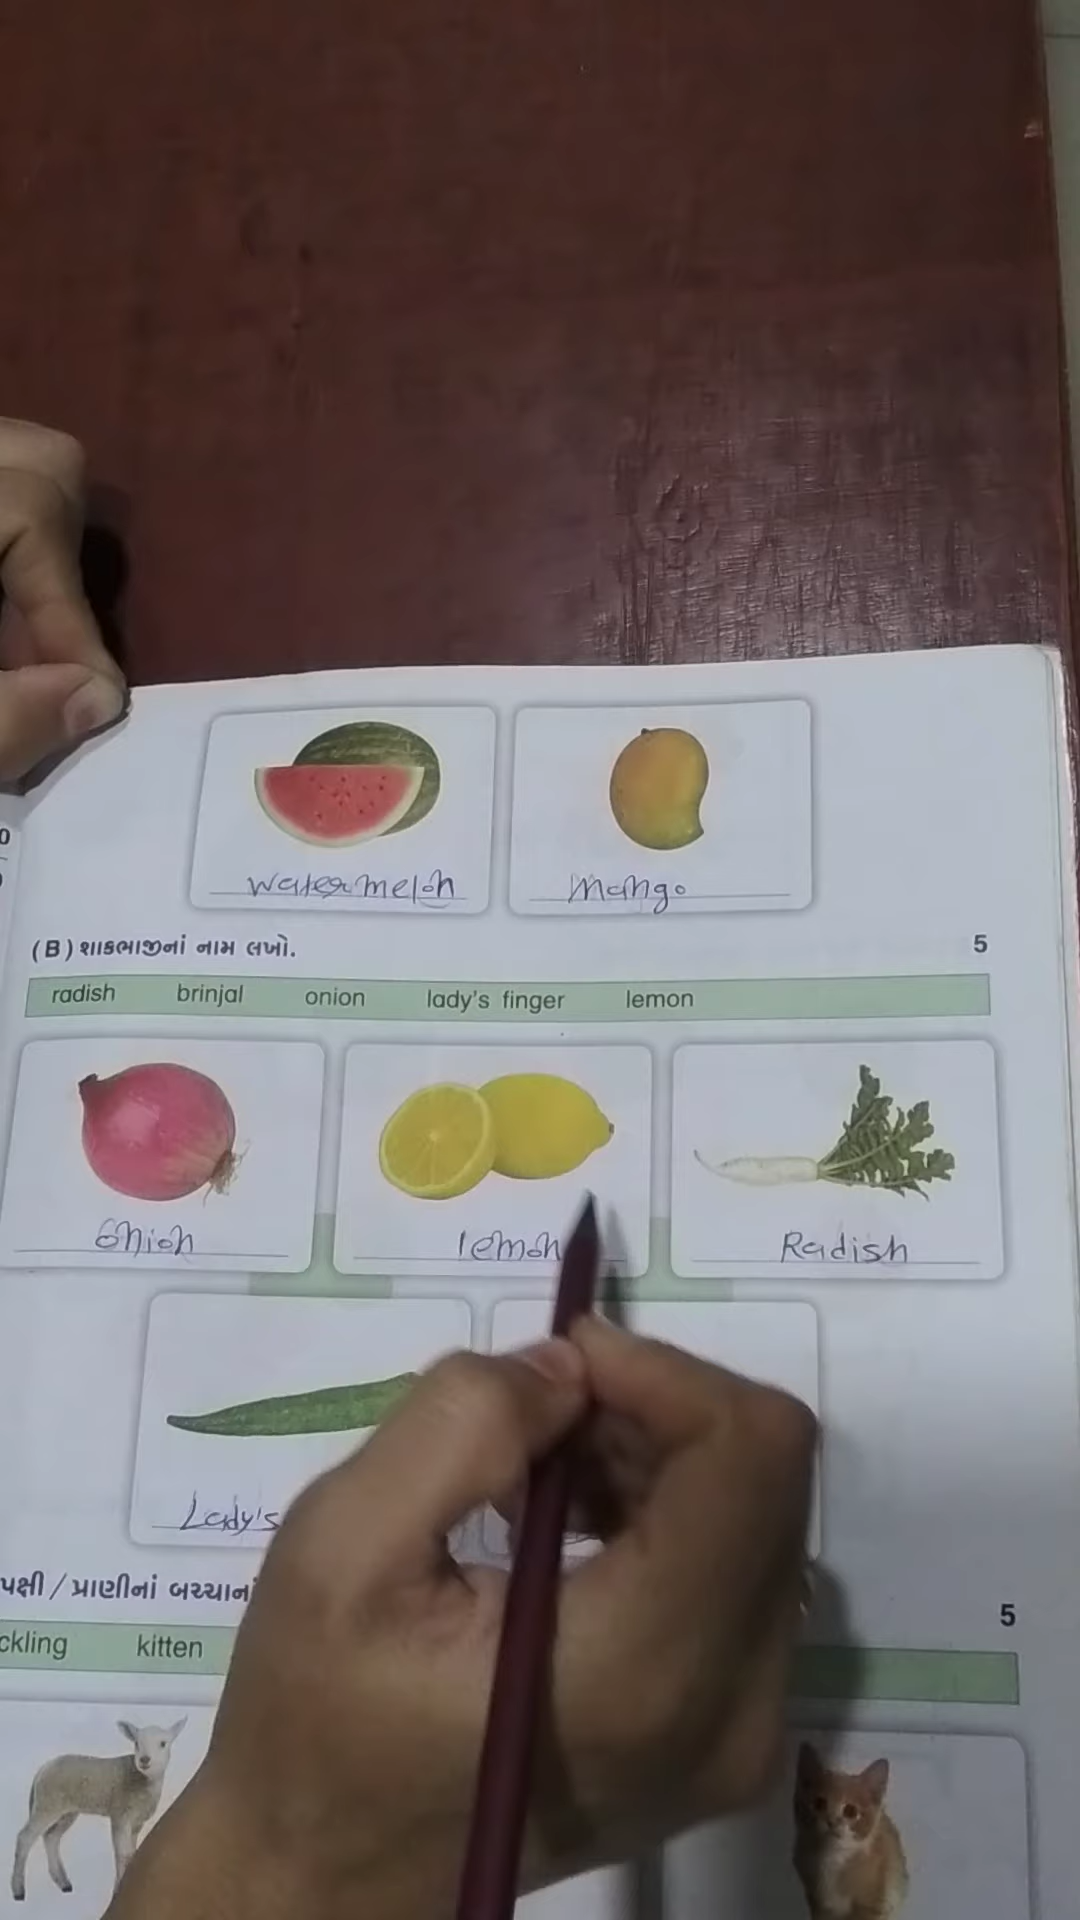 watermelon
mango
(B) શાકભાજીનાં નામ લખો. 5
radish brinjal onion lady's finger lemon
Onion
lemon
Radish
Lady's
પક્ષી / પ્રાણીનાં બચ્ચાનાં
5
ckling kitten